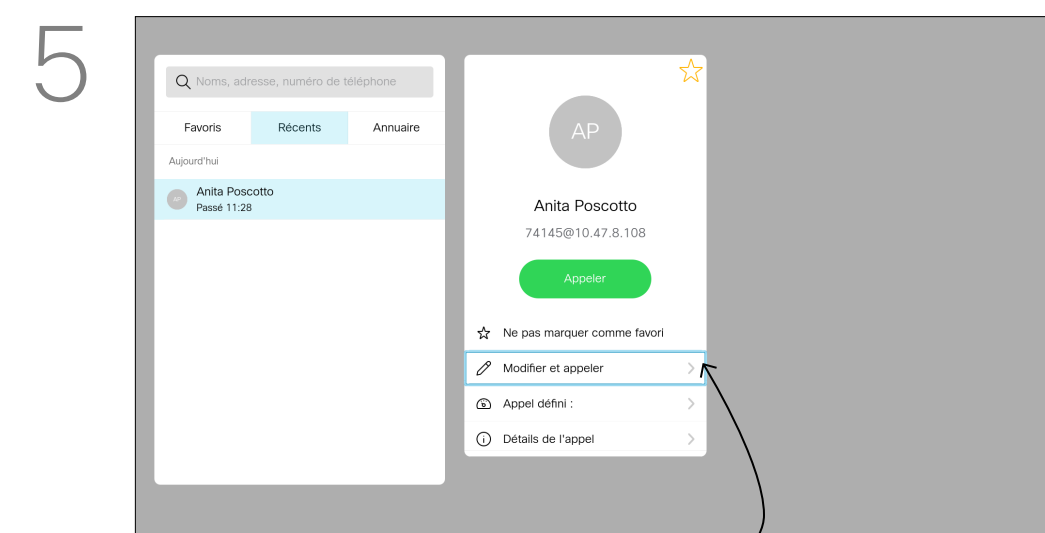 5
Noms, adresse, numéro de téléphone
Favoris Récents Annuaire
Aujourd'hui
AP
Anita Poscotto
Passé 11:28
AP
Anita Poscotto
74145@10.47.8.108
Appeler
Ne pas marquer comme favori
Modifier et appeler
Appel défini :
Détails de l'appel